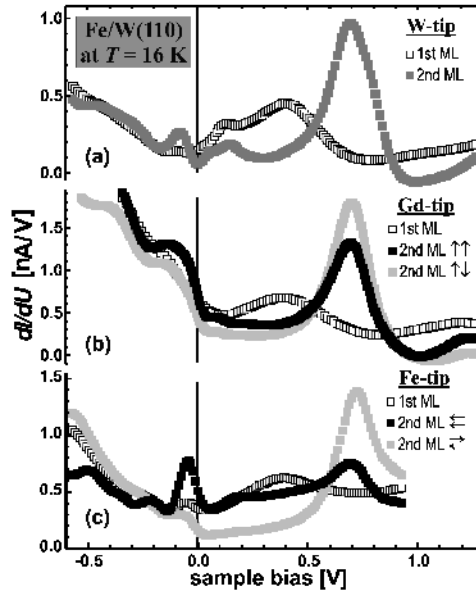 1.0
Fe/W(110)
at T = 16 K
W-tip
1st ML
2nd ML
0.5
0.0
(a)
Gd-tip
1st ML
2nd ML ⇈
2nd ML ↑↓
1.5
1.0
0.5
0.0
(b)
dI/dU [nA/V]
Fe-tip
1st ML
2nd ML ⇇
2nd ML ⇄
1.5
1.0
0.5
0.0
(c)
-0.5
0.0
0.5
1.0
sample bias [V]